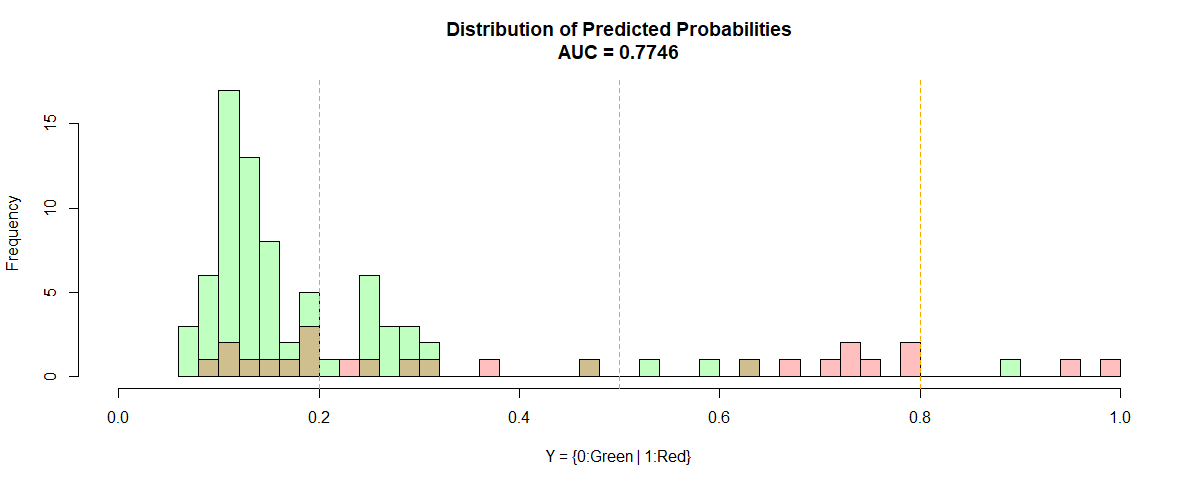 Distribution of Predicted Probabilities
AUC = 0.7746
Frequency
15
10
5
0
0.0 0.2 0.4 0.6 0.8 1.0
Y = {0:Green | 1:Red}